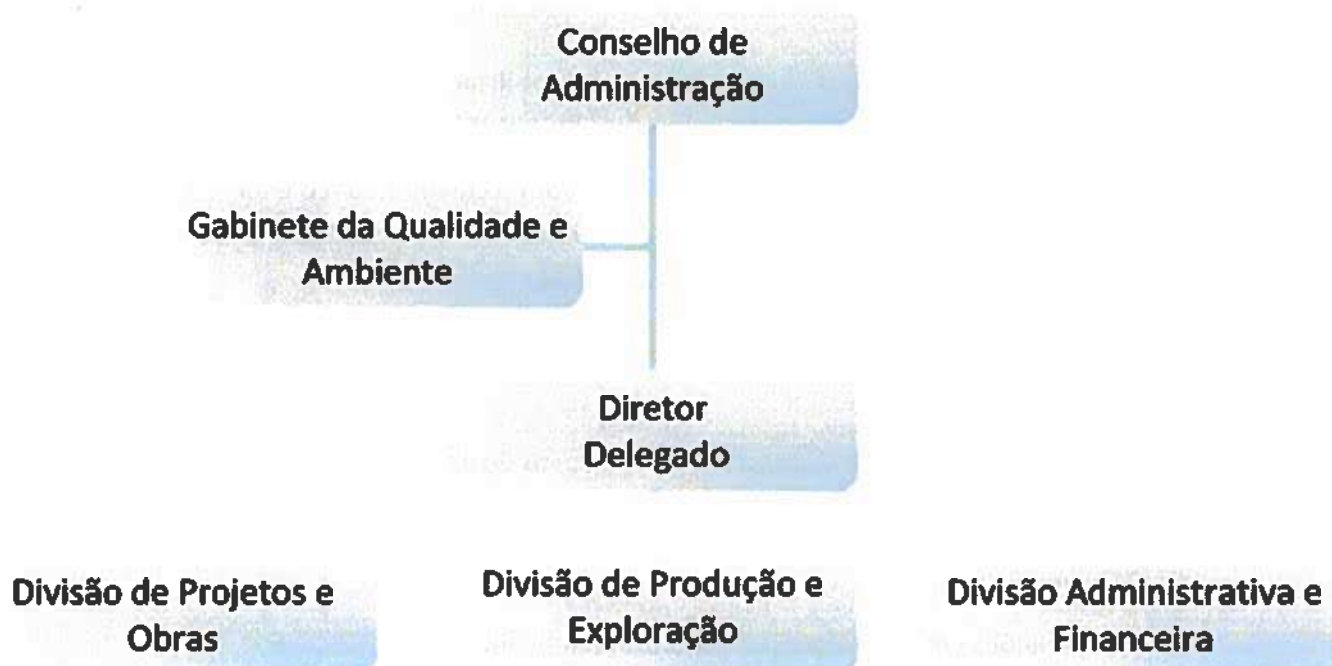 Conselho de
Administração
Gabinete da Qualidade e
Ambiente
Diretor
Delegado
Divisão de Projetos e
Obras
Divisão de Produção e
Exploração
Divisão Administrativa e
Financeira